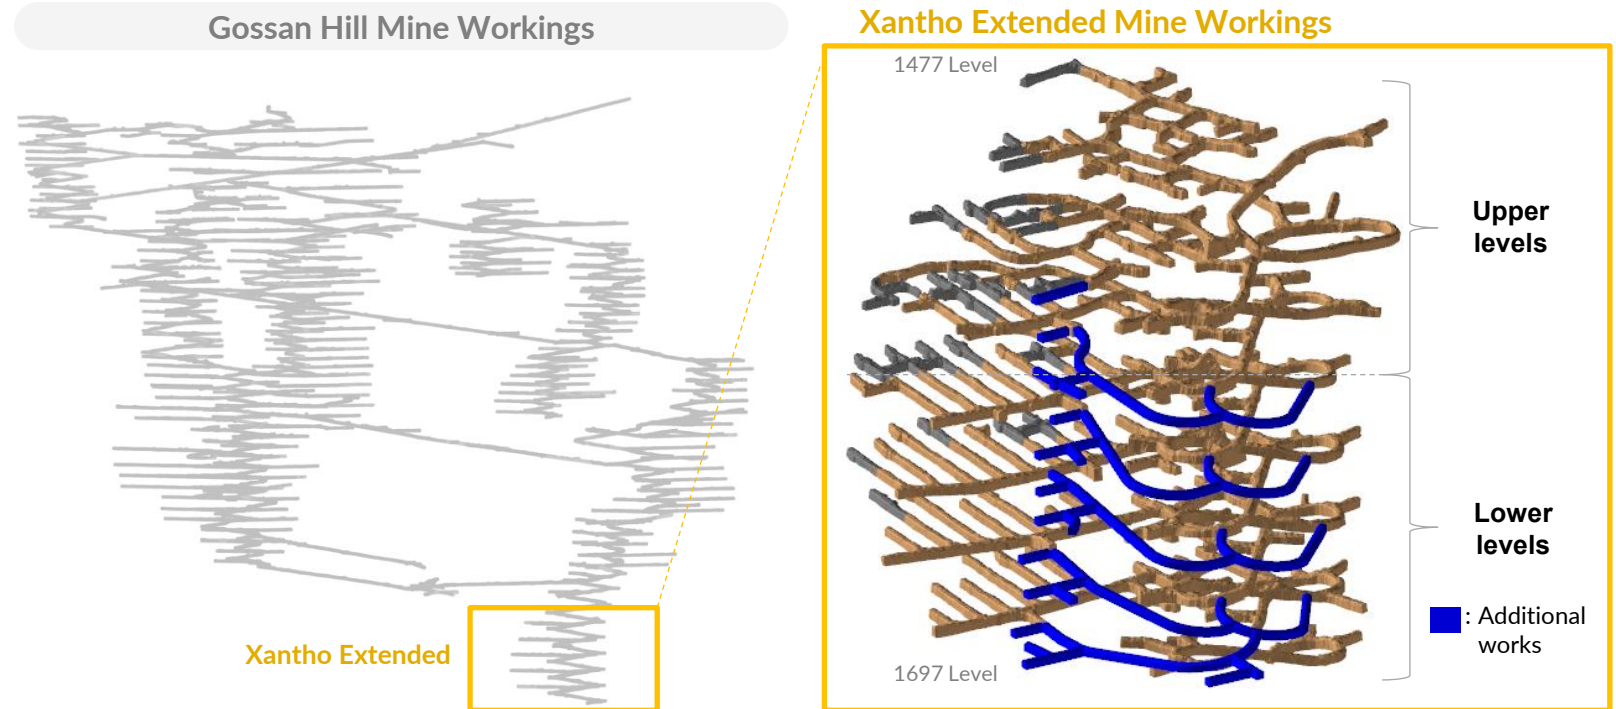 Gossan Hill Mine Workings
Xantho Extended Mine Workings
1477 Level
Upper
levels
Lower
levels
: Additional
works
Xantho Extended
1697 Level